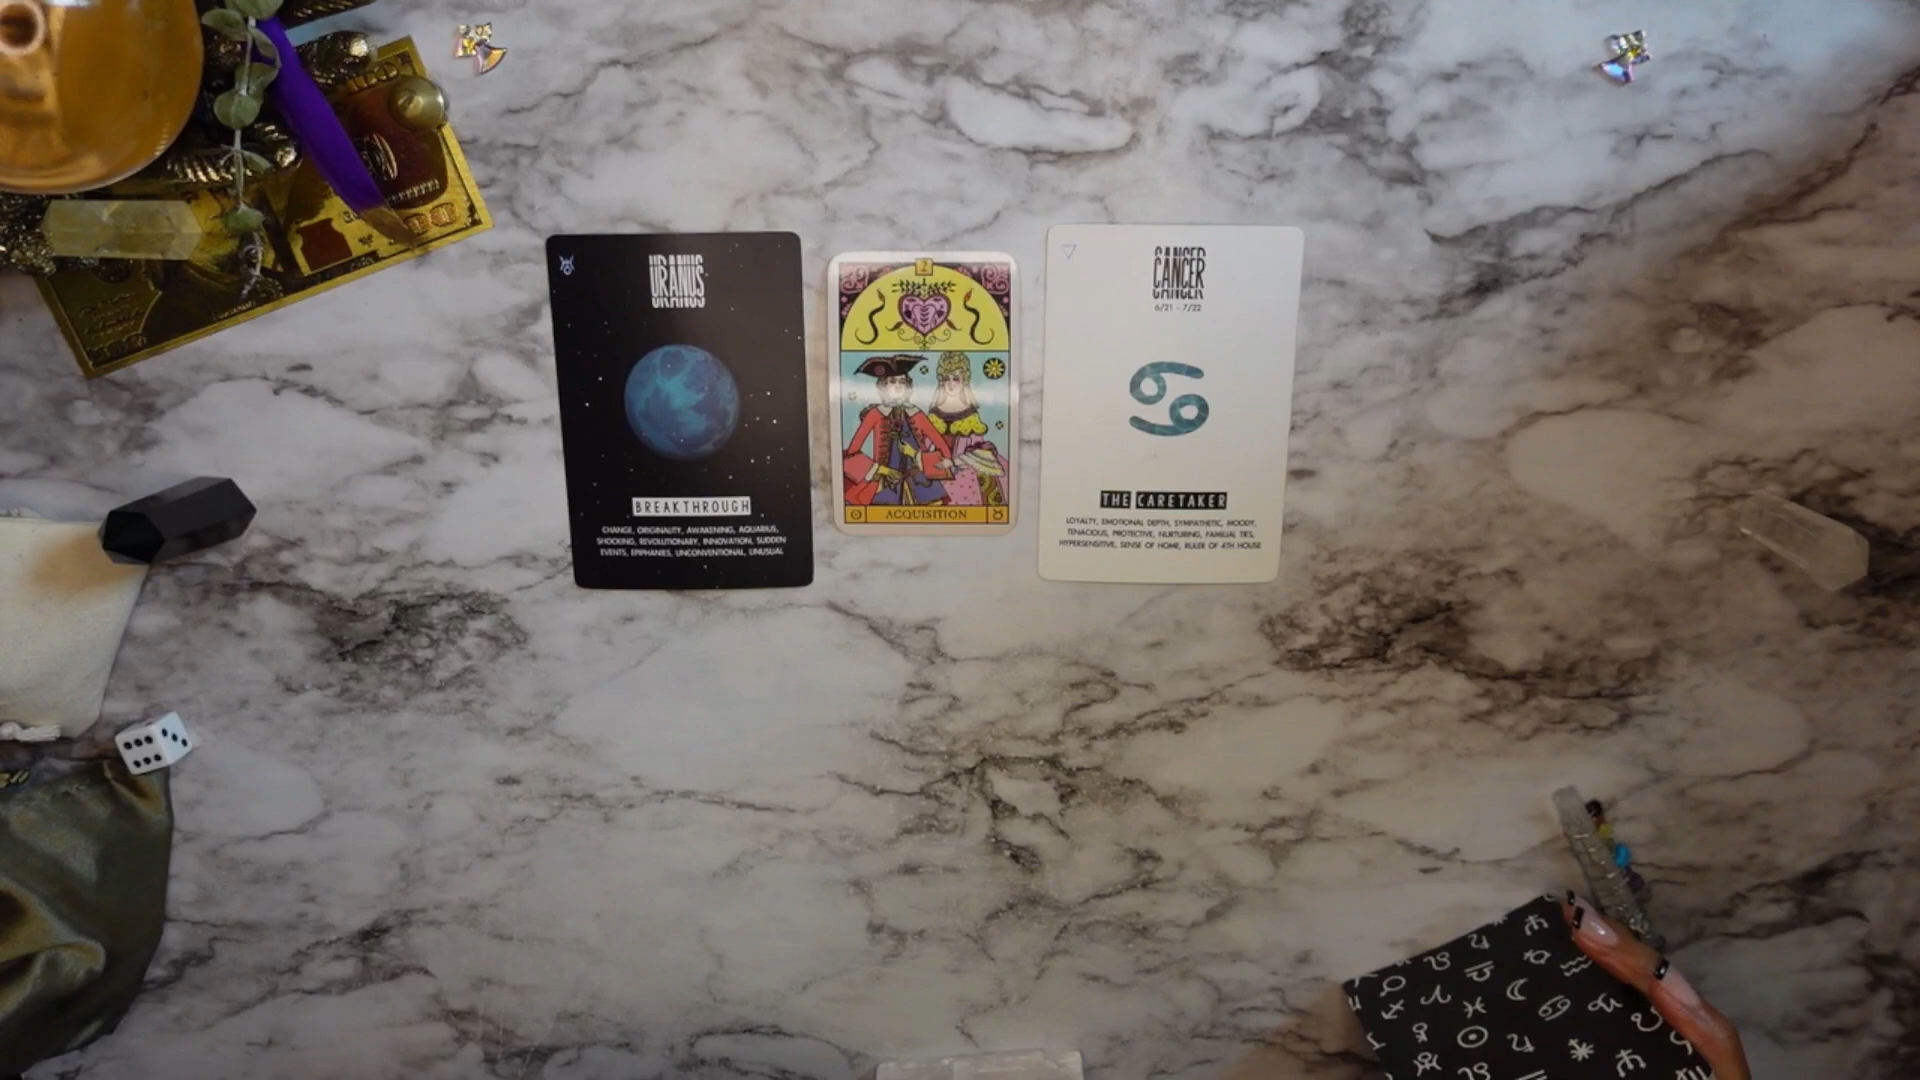 URANUS
BREAKTHROUGH
CHANGE, ORIGINALITY, AWAKENING, AQUARIUS,
SHOCKING, REVOLUTIONARY, INNOVATION, SUDDEN
EVENTS, EPIPHANIES, UNCONVENTIONAL, UNUSUAL
2
ACQUISITION
CANCER
6/21 - 7/22
THE CARETAKER
LOYALTY, EMOTIONAL DEPTH, SYMPATHETIC, MOODY,
TENACIOUS, PROTECTIVE, NURTURING, FAMILIAL TIES,
HYPERSENSITIVE, SENSE OF HOME, RULER OF 4TH HOUSE